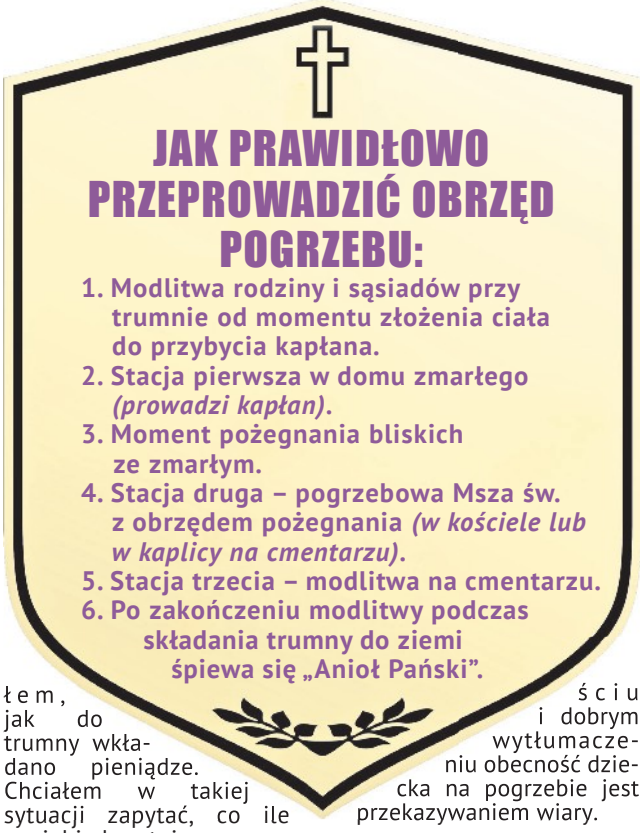 JAK PRAWIDŁOWO
PRZEPROWADZIĆ OBRZĘD
POGRZEBU:
1. Modlitwa rodziny i sąsiadów przy
trumnie od momentu złożenia ciała
do przybycia kapłana.
2. Stacja pierwsza w domu zmarłego
(prowadzi kapłan).
3. Moment pożegnania bliskich
ze zmarłym.
4. Stacja druga – pogrzebowa Msza św.
z obrzędem pożegnania (w kościele lub
w kaplicy na cmentarzu).
5. Stacja trzecia – modlitwa na cmentarzu.
6. Po zakończeniu modlitwy podczas
składania trumny do ziemi
śpiewa się „Anioł Pański”.
łem,
jak do
trumny wkła-
dano pieniądze.
Chciałem w takiej
sytuacji zapytać, co ile
ściu
i dobrym
wytłumacze-
niu obecność dzie-
cka na pogrzebie jest
przekazywaniem wiary.